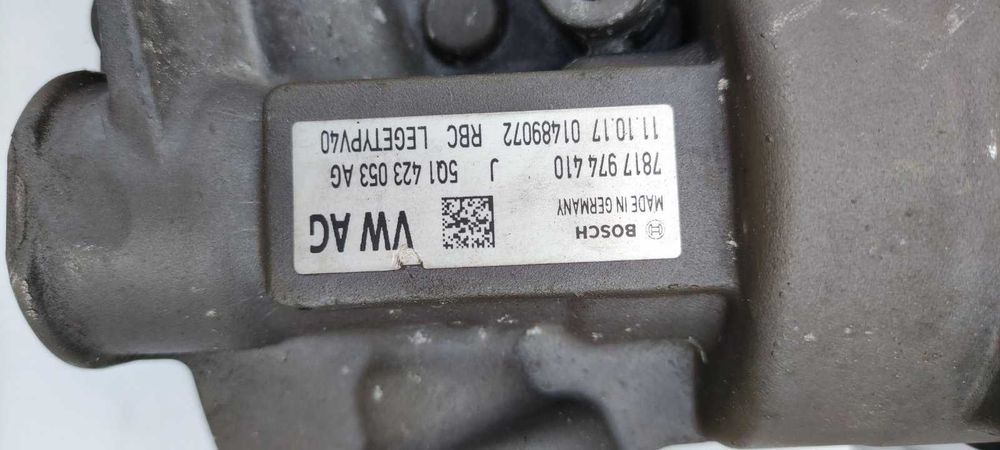 BOSCH VW AG
MADE IN GERMANY
7817 974 410 J 5Q1 423 053 AG
11.10.17 01489072 RBC LEGETYPV40